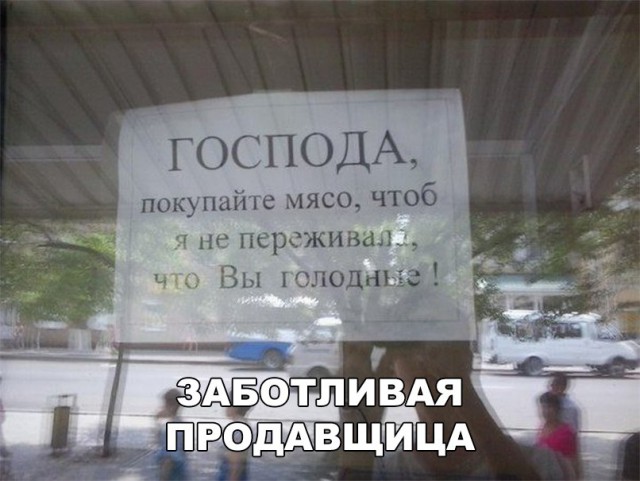 ГОСПОДА,
покупайте мясо, чтоб
я не переживала,
что Вы голодные !
ЗАБОТЛИВАЯ
ПРОДАВЩИЦА